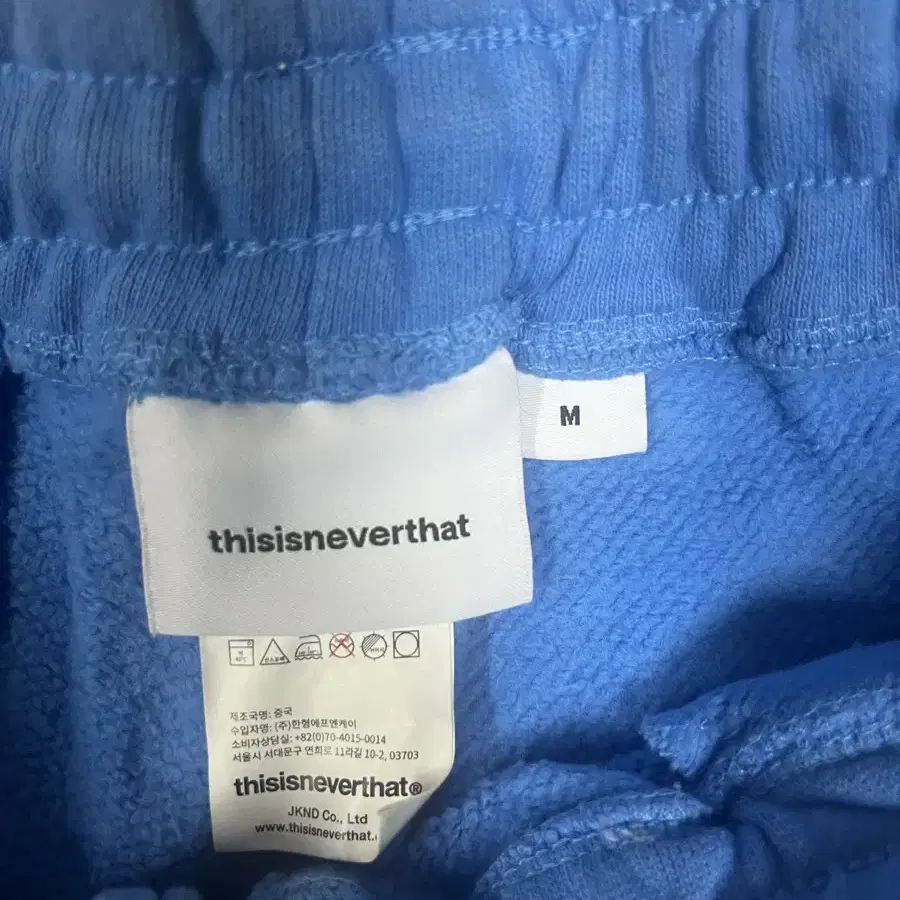 M
thisisneverthat
제조국명: 중국
수입자명: (주)한형에프엔케이
소비자상담실: +82(0)70-4015-0014
서울시 서대문구 연희로 11라길 10-2, 03703
thisisneverthat®
JKND Co., Ltd
www.thisisneverthat.